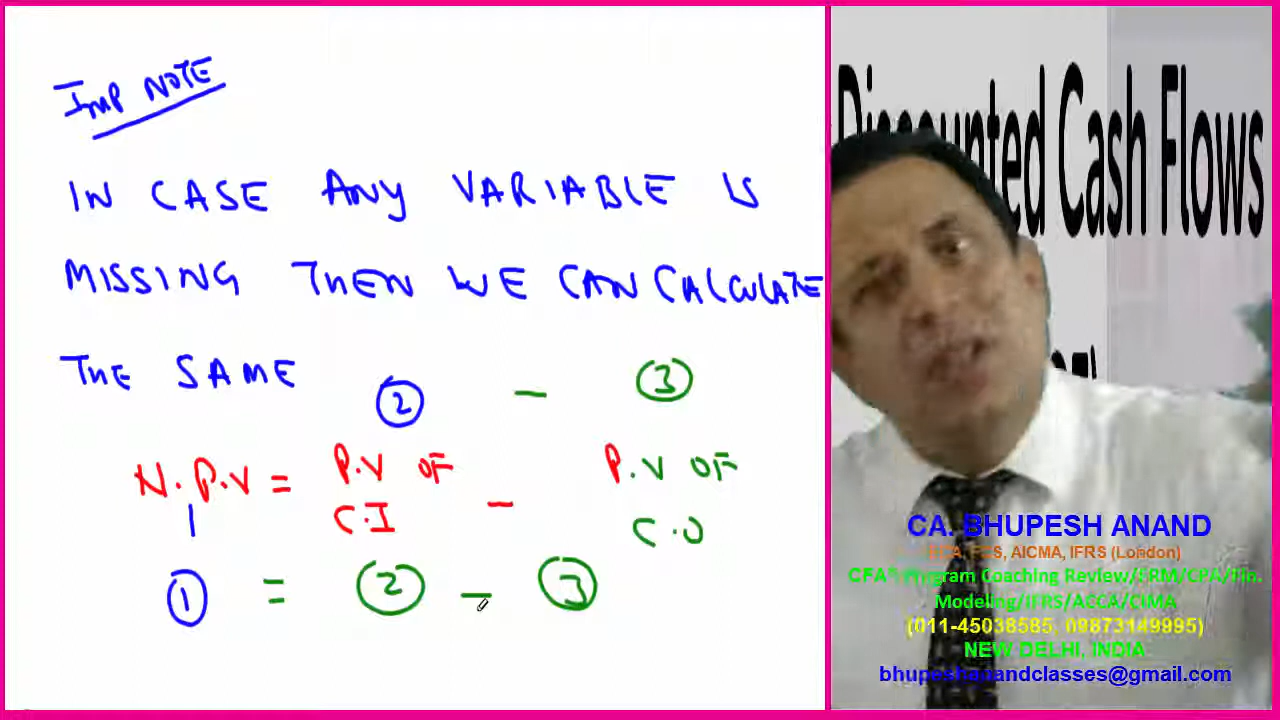 IMP NOTE
IN CASE ANY VARIABLE IS
MISSING THEN WE CAN CALCULATE
THE SAME
2 - 3
N.P.V = P.V OF C.I - P.V OF C.O
1
1 = 2 - 3
Discounted Cash Flows
CA. BHUPESH ANAND
FCA, FCS, AICMA, IFRS (London)
CFA Program Coaching Review/FRM/CPA/Fin.
Modeling/IFRS/ACCA/CIMA
(011-45038585, 09873149995)
NEW DELHI, INDIA
bhupeshanandclasses@gmail.com